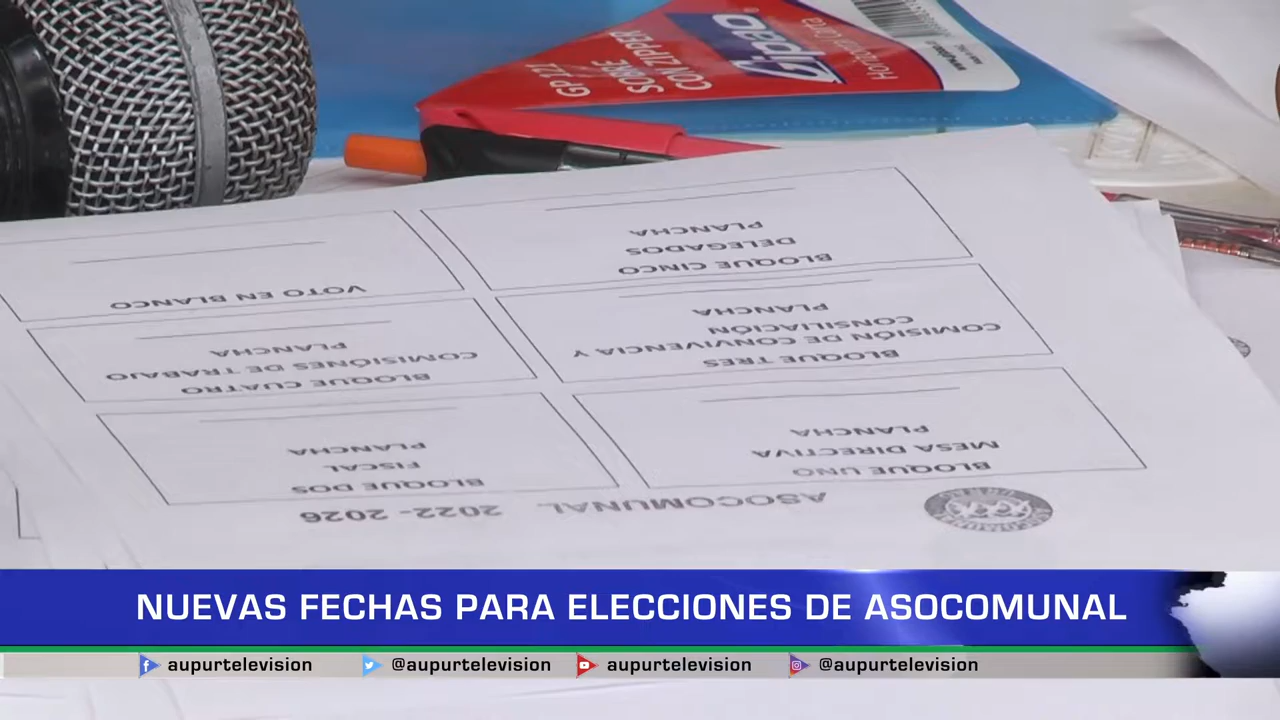 GP 121
SOBRE
CON ZIPPER
Horizontal carta
ASOCOMUNAL 2022- 2026
BLOQUE UNO
MESA DIRECTIVA
PLANCHA
BLOQUE DOS
FISCAL
PLANCHA
BLOQUE TRES
COMISIÓN DE CONVIVENCIA Y
CONSILIACIÓN
PLANCHA
BLOQUE CUATRO
COMISIÓNES DE TRABAJO
PLANCHA
BLOQUE CINCO
DELEGADOS
PLANCHA
VOTO EN BLANCO
NUEVAS FECHAS PARA ELECCIONES DE ASOCOMUNAL
aupurtelevision
@aupurtelevision
aupurtelevision
@aupurtelevision